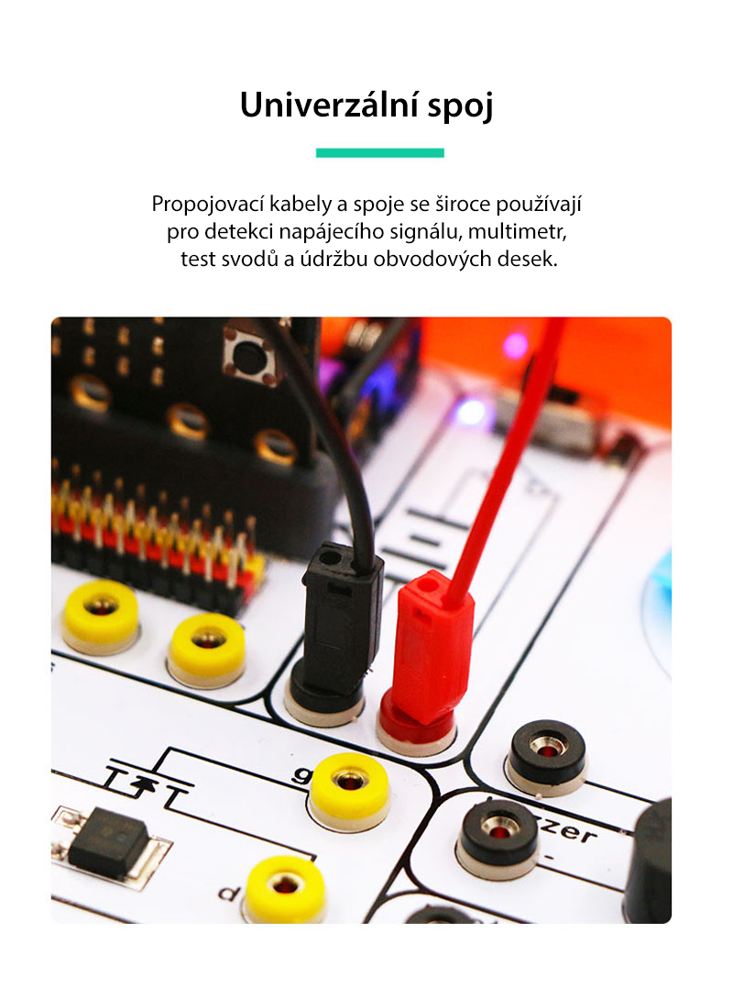 Univerzální spoj
Propojovací kabely a spoje se široce používají
pro detekci napájecího signálu, multimetr,
test svodů a údržbu obvodových desek.
g
d
-